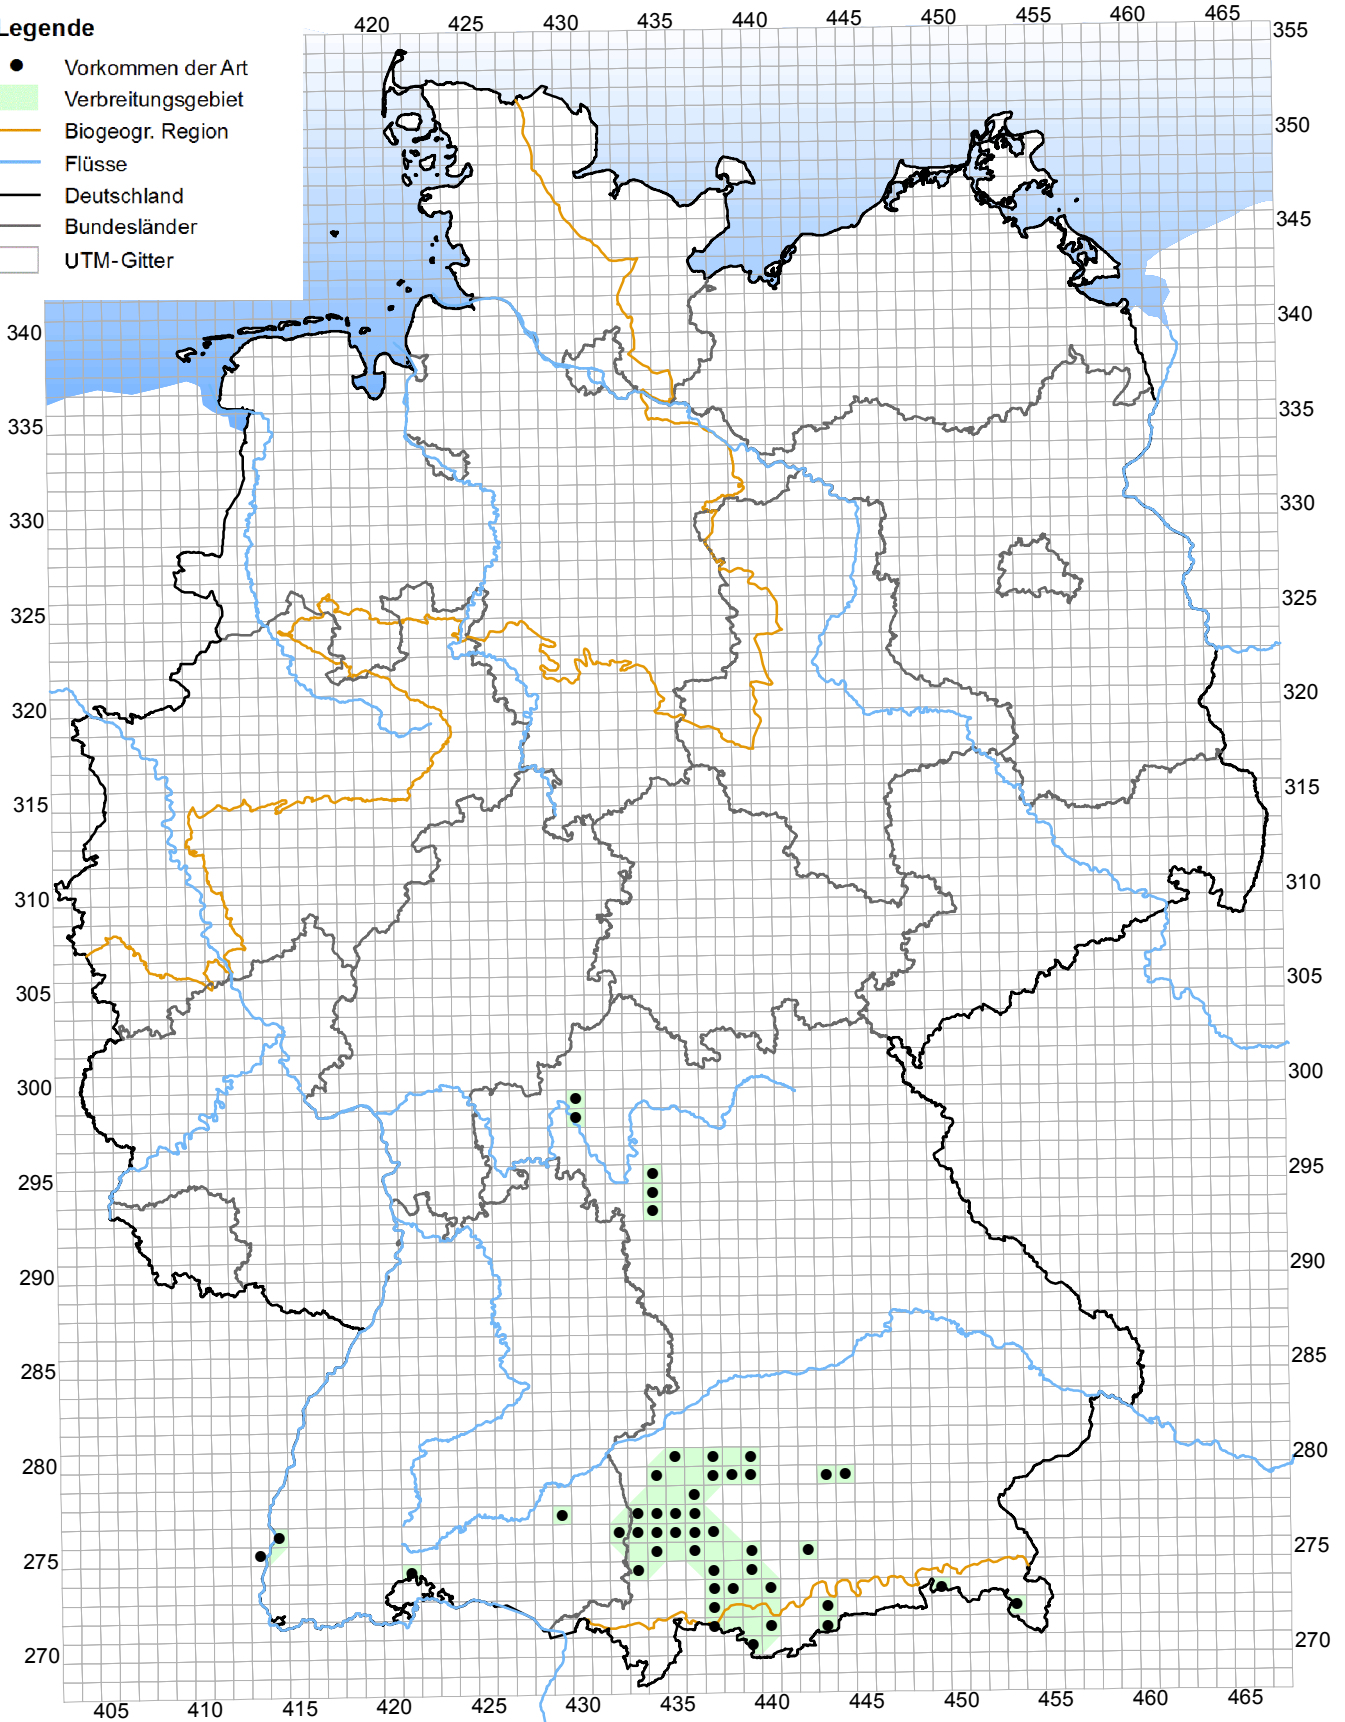 Legende
Vorkommen der Art
Verbreitungsgebiet
Biogeogr. Region
Flüsse
Deutschland
Bundesländer
UTM-Gitter
420 425 430 435 440 445 450 455 460 465
355
350
345
340 340
335 335
330 330
325 325
320 320
315 315
310 310
305 305
300 300
295 295
290 290
285 285
280 280
275 275
270 270
405 410 415 420 425 430 435 440 445 450 455 460 465